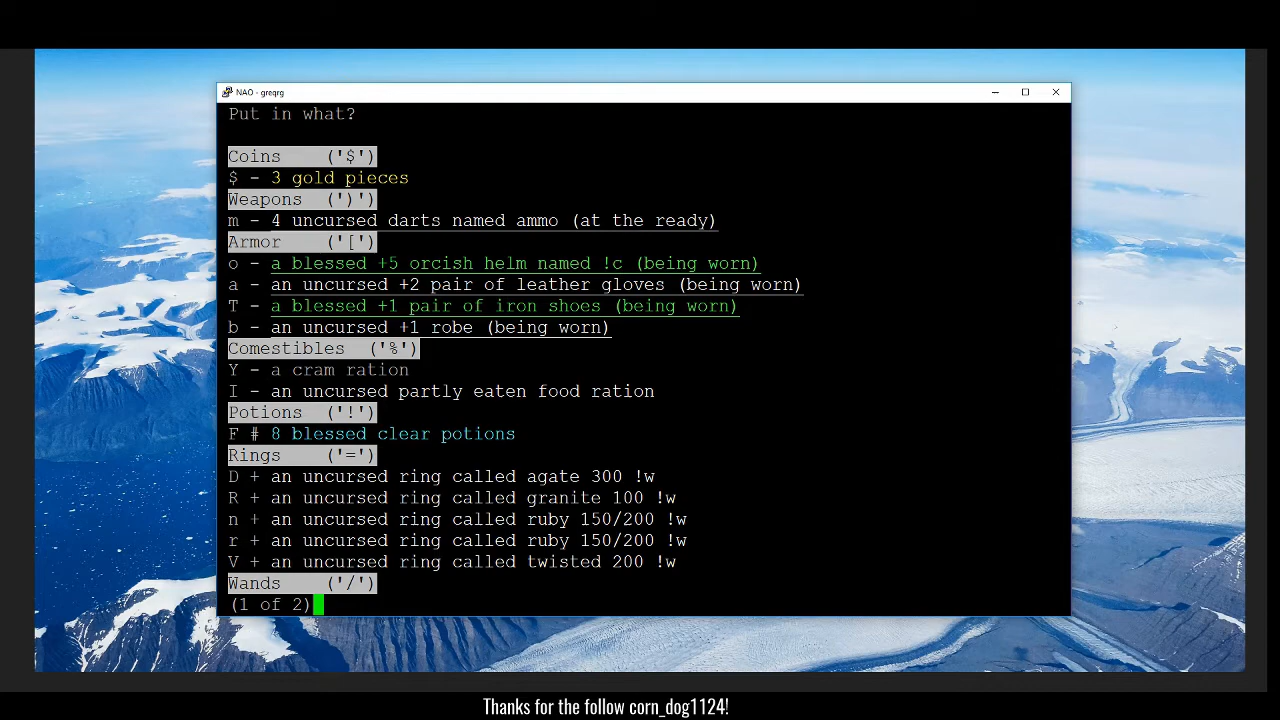 NAO - greqrg
Put in what?
Coins ('$')
$ - 3 gold pieces
Weapons (')')
m - 4 uncursed darts named ammo (at the ready)
Armor ('[')
o - a blessed +5 orcish helm named !c (being worn)
a - an uncursed +2 pair of leather gloves (being worn)
T - a blessed +1 pair of iron shoes (being worn)
b - an uncursed +1 robe (being worn)
Comestibles ('%')
Y - a cram ration
I - an uncursed partly eaten food ration
Potions ('!')
F # 8 blessed clear potions
Rings ('=')
D + an uncursed ring called agate 300 !w
R + an uncursed ring called granite 100 !w
n + an uncursed ring called ruby 150/200 !w
r + an uncursed ring called ruby 150/200 !w
V + an uncursed ring called twisted 200 !w
Wands ('/')
(1 of 2)
Thanks for the follow corn_dog1124!